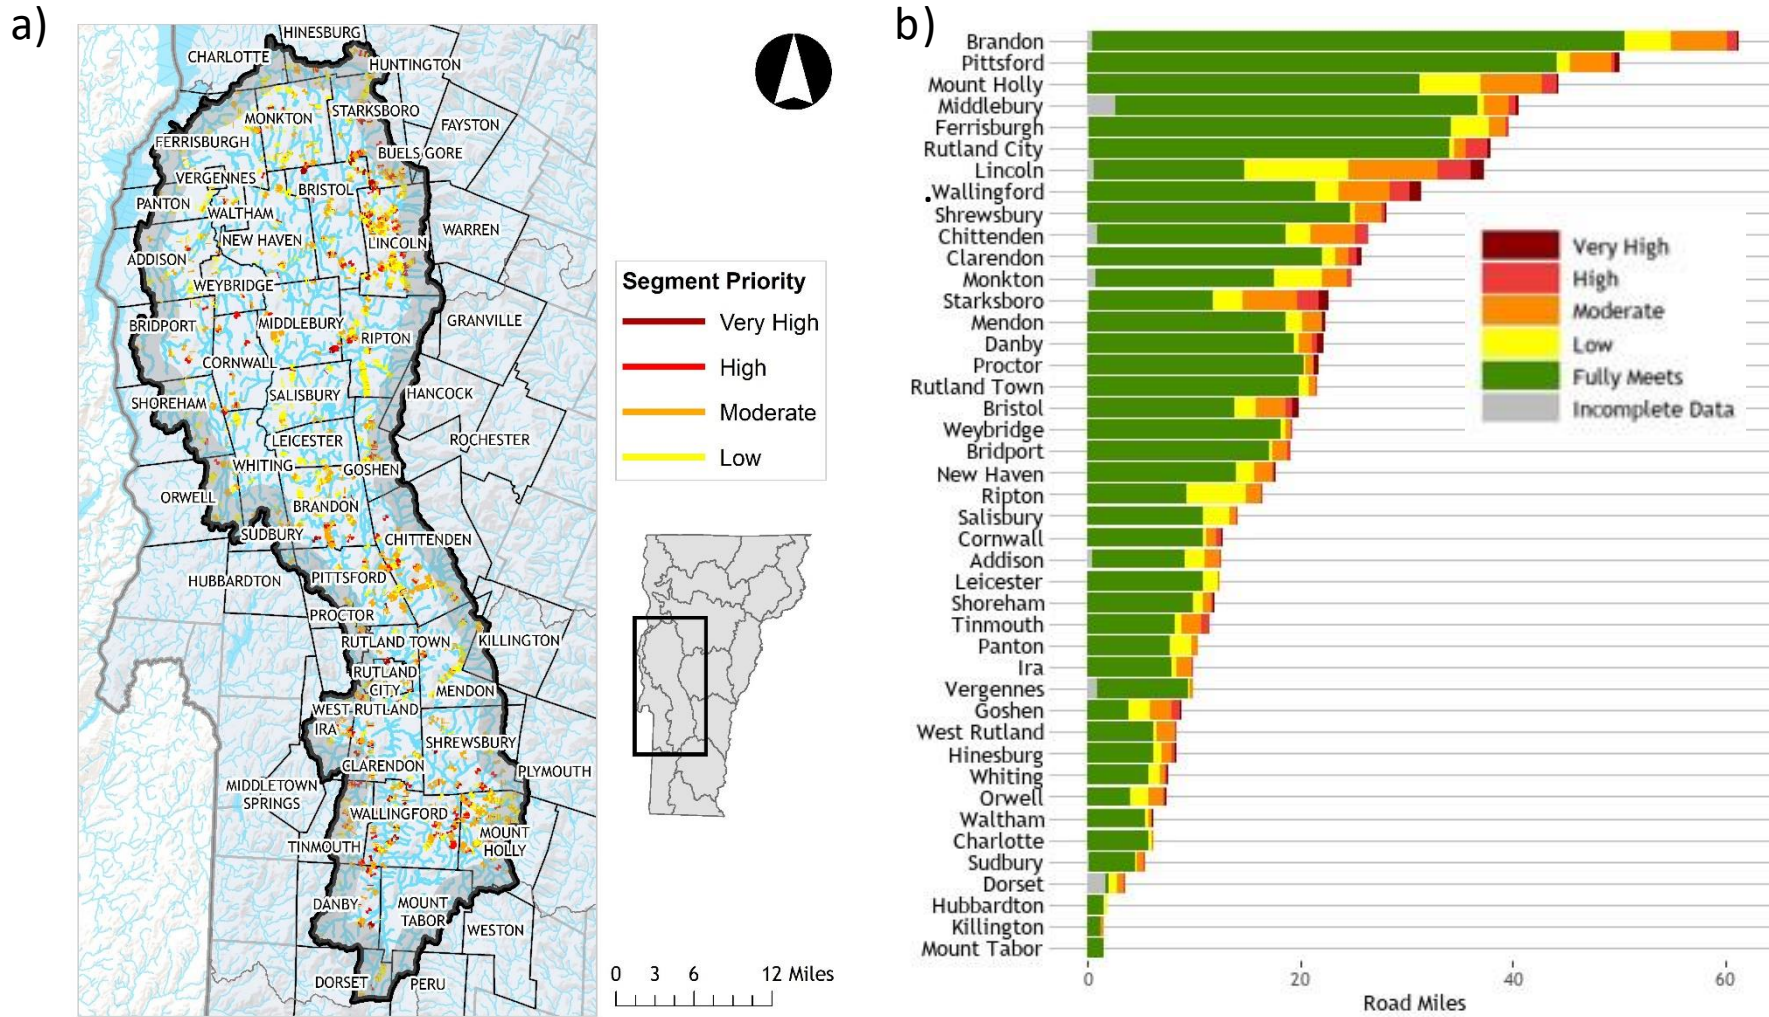 a)
HINESBURG
CHARLOTTE
HUNTINGTON
STARKSBORO
MONKTON
FAYSTON
FERRISBURGH
BUELS GORE
VERGENNES
BRISTOL
PANTON
WALTHAM
WARREN
NEW HAVEN
LINCOLN
ADDISON
WEYBRIDGE
BRIDPORT
MIDDLEBURY
GRANVILLE
RIPTON
CORNWALL
SALISBURY
HANCOCK
SHOREHAM
LEICESTER
ROCHESTER
WHITING
GOSHEN
ORWELL
BRANDON
SUDBURY
CHITTENDEN
HUBBARDTON
PITTSFORD
PROCTOR
RUTLAND TOWN
KILLINGTON
RUTLAND
CITY
MENDON
WEST RUTLAND
IRA
SHREWSBURY
CLARENDON
PLYMOUTH
MIDDLETOWN
SPRINGS
WALLINGFORD
MOUNT
HOLLY
TINMOUTH
DANBY
MOUNT
TABOR
WESTON
DORSET
PERU
Segment Priority
Very High
High
Moderate
Low
0 3 6 12 Miles
b)
Brandon
Pittsford
Mount Holly
Middlebury
Ferrisburgh
Rutland City
Lincoln
Wallingford
Shrewsbury
Chittenden
Clarendon
Monkton
Starksboro
Mendon
Danby
Proctor
Rutland Town
Bristol
Weybridge
Bridport
New Haven
Ripton
Salisbury
Cornwall
Addison
Leicester
Shoreham
Tinmouth
Panton
Ira
Vergennes
Goshen
West Rutland
Hinesburg
Whiting
Orwell
Waltham
Charlotte
Sudbury
Dorset
Hubbardton
Killington
Mount Tabor
Very High
High
Moderate
Low
Fully Meets
Incomplete Data
0 20 40 60
Road Miles